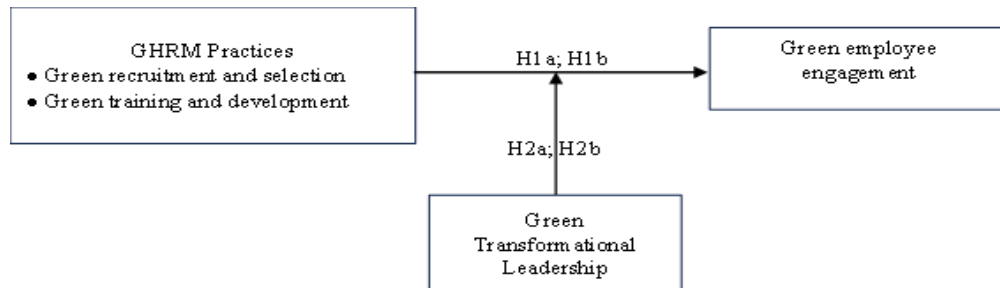 GHRM Practices
● Green recruitment and selection
● Green training and development
H1a; H1b
Green employee
engagement
H2a; H2b
Green
Transformational
Leadership